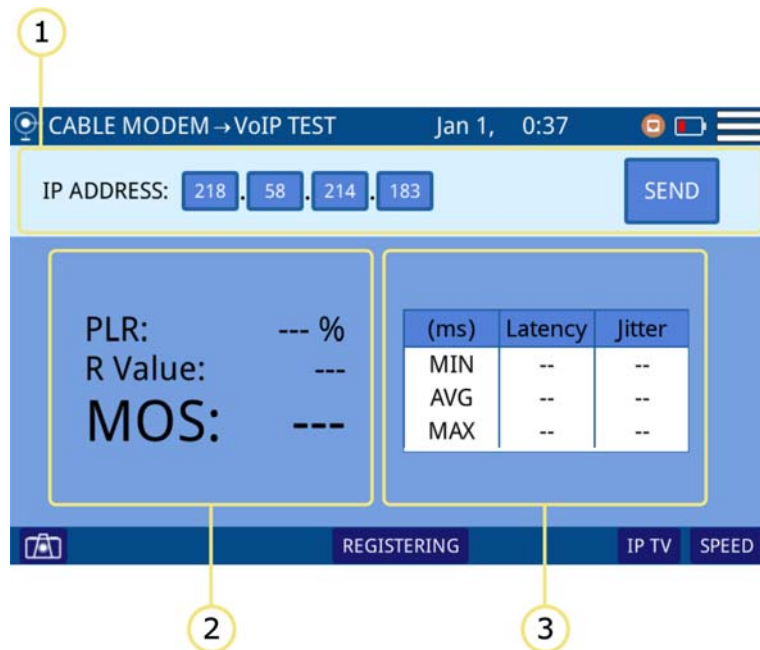 1
CABLE MODEM → VoIP TEST Jan 1, 0:37
IP ADDRESS: 218 . 58 . 214 . 183 SEND
PLR: --- %
R Value: ---
MOS: ---
(ms) Latency Jitter
MIN -- --
AVG -- --
MAX -- --
REGISTERING IP TV SPEED
2 3